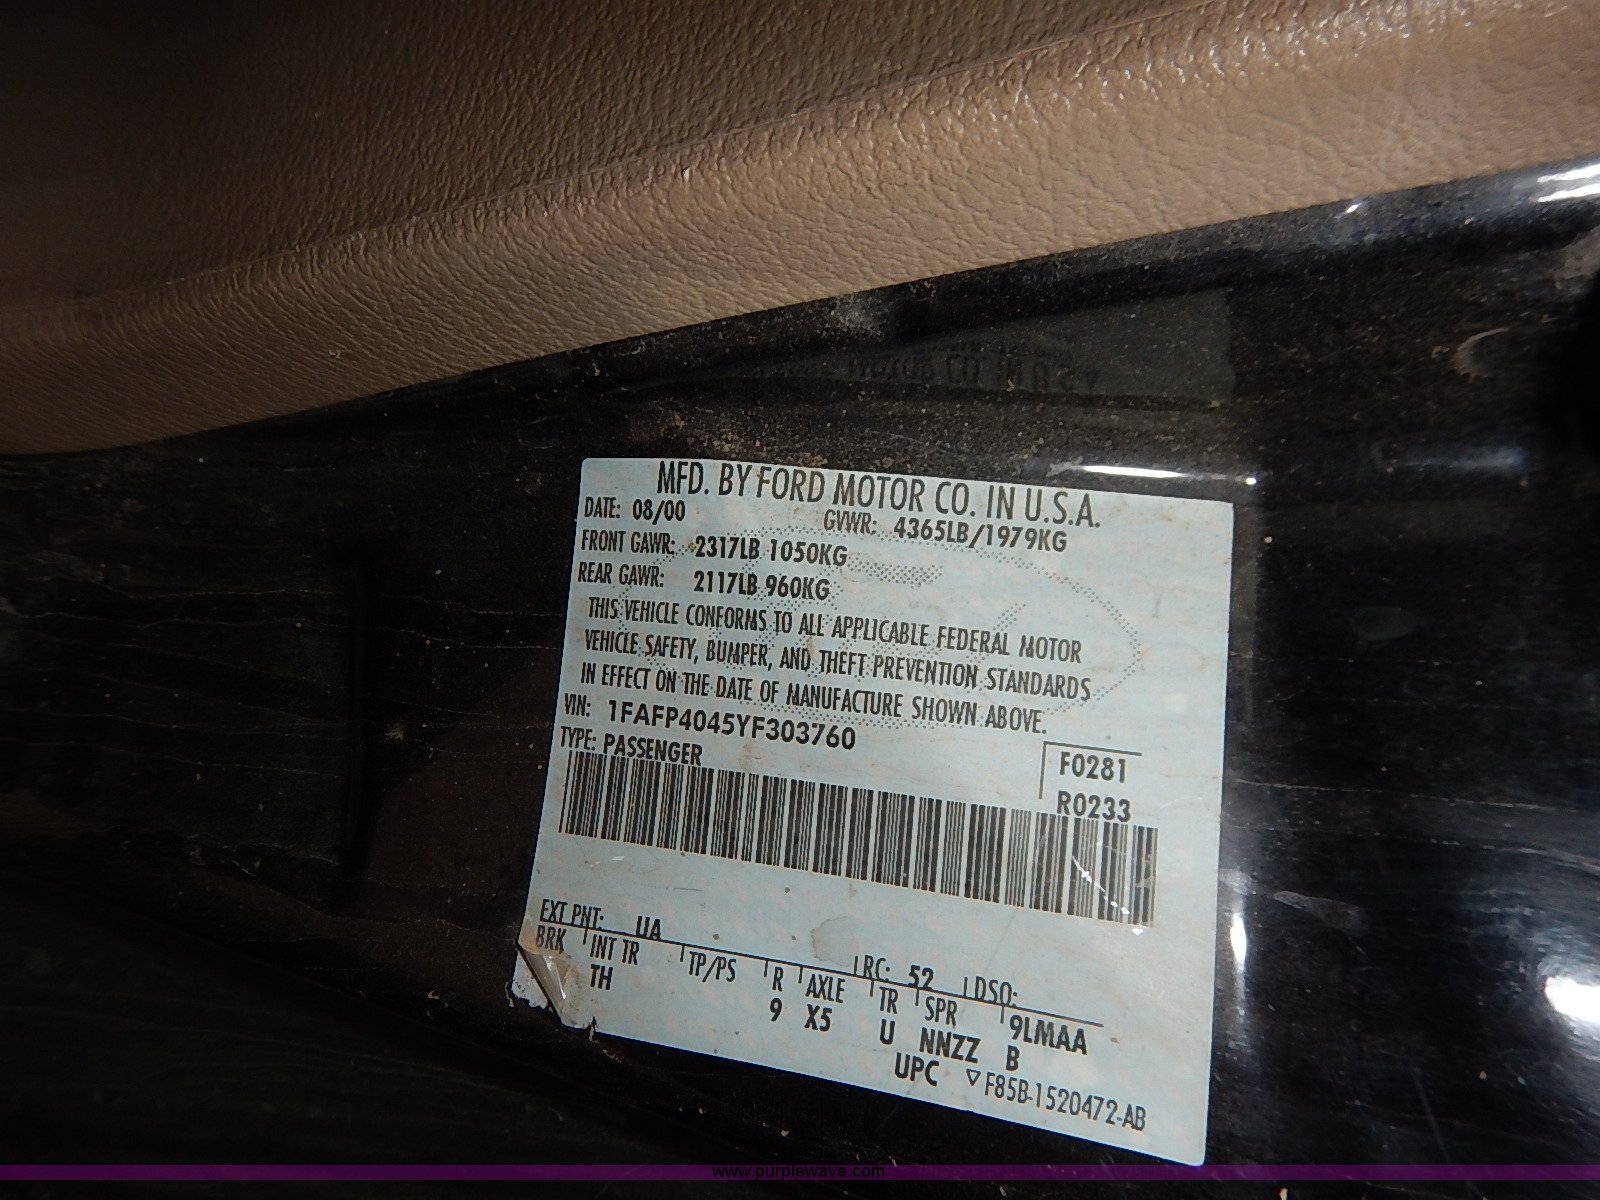 MFD. BY FORD MOTOR CO. IN U.S.A.
DATE: 08/00 GVWR: 4365LB/1979KG
FRONT GAWR: 2317LB 1050KG
REAR GAWR: 2117LB 960KG
THIS VEHICLE CONFORMS TO ALL APPLICABLE FEDERAL MOTOR
VEHICLE SAFETY, BUMPER, AND THEFT PREVENTION STANDARDS
IN EFFECT ON THE DATE OF MANUFACTURE SHOWN ABOVE.
VIN: 1FAFP4045YF303760
TYPE: PASSENGER
F0281
R0233
EXT PNT: UA RC: 52 DSO:
BRK INT TR TP/PS R AXLE TR SPR 9LMAA
TH 9 X5 U NNZZ B
UPC ▽F85B-1520472-AB
www.purplewave.com